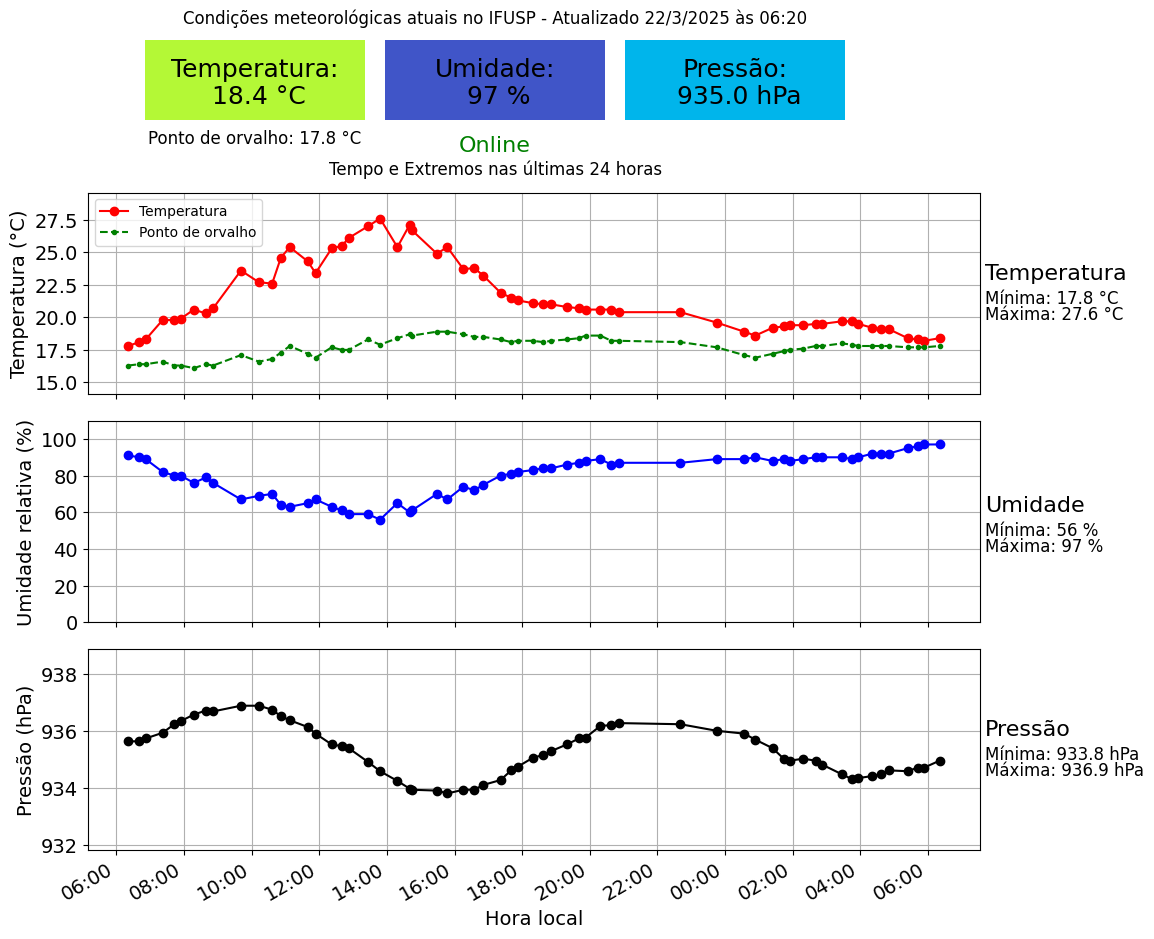 Condições meteorológicas atuais no IFUSP - Atualizado 22/3/2025 às 06:20
Temperatura:
18.4 °C
Umidade:
97 %
Pressão:
935.0 hPa
Ponto de orvalho: 17.8 °C
Online
Tempo e Extremos nas últimas 24 horas
Temperatura (°C)
27.5
25.0
22.5
20.0
17.5
15.0
Temperatura
Ponto de orvalho
Temperatura
Mínima: 17.8 °C
Máxima: 27.6 °C
Umidade relativa (%)
100
80
60
40
20
0
Umidade
Mínima: 56 %
Máxima: 97 %
Pressão (hPa)
938
936
934
932
Pressão
Mínima: 933.8 hPa
Máxima: 936.9 hPa
06:00
08:00
10:00
12:00
14:00
16:00
18:00
20:00
22:00
00:00
02:00
04:00
06:00
Hora local